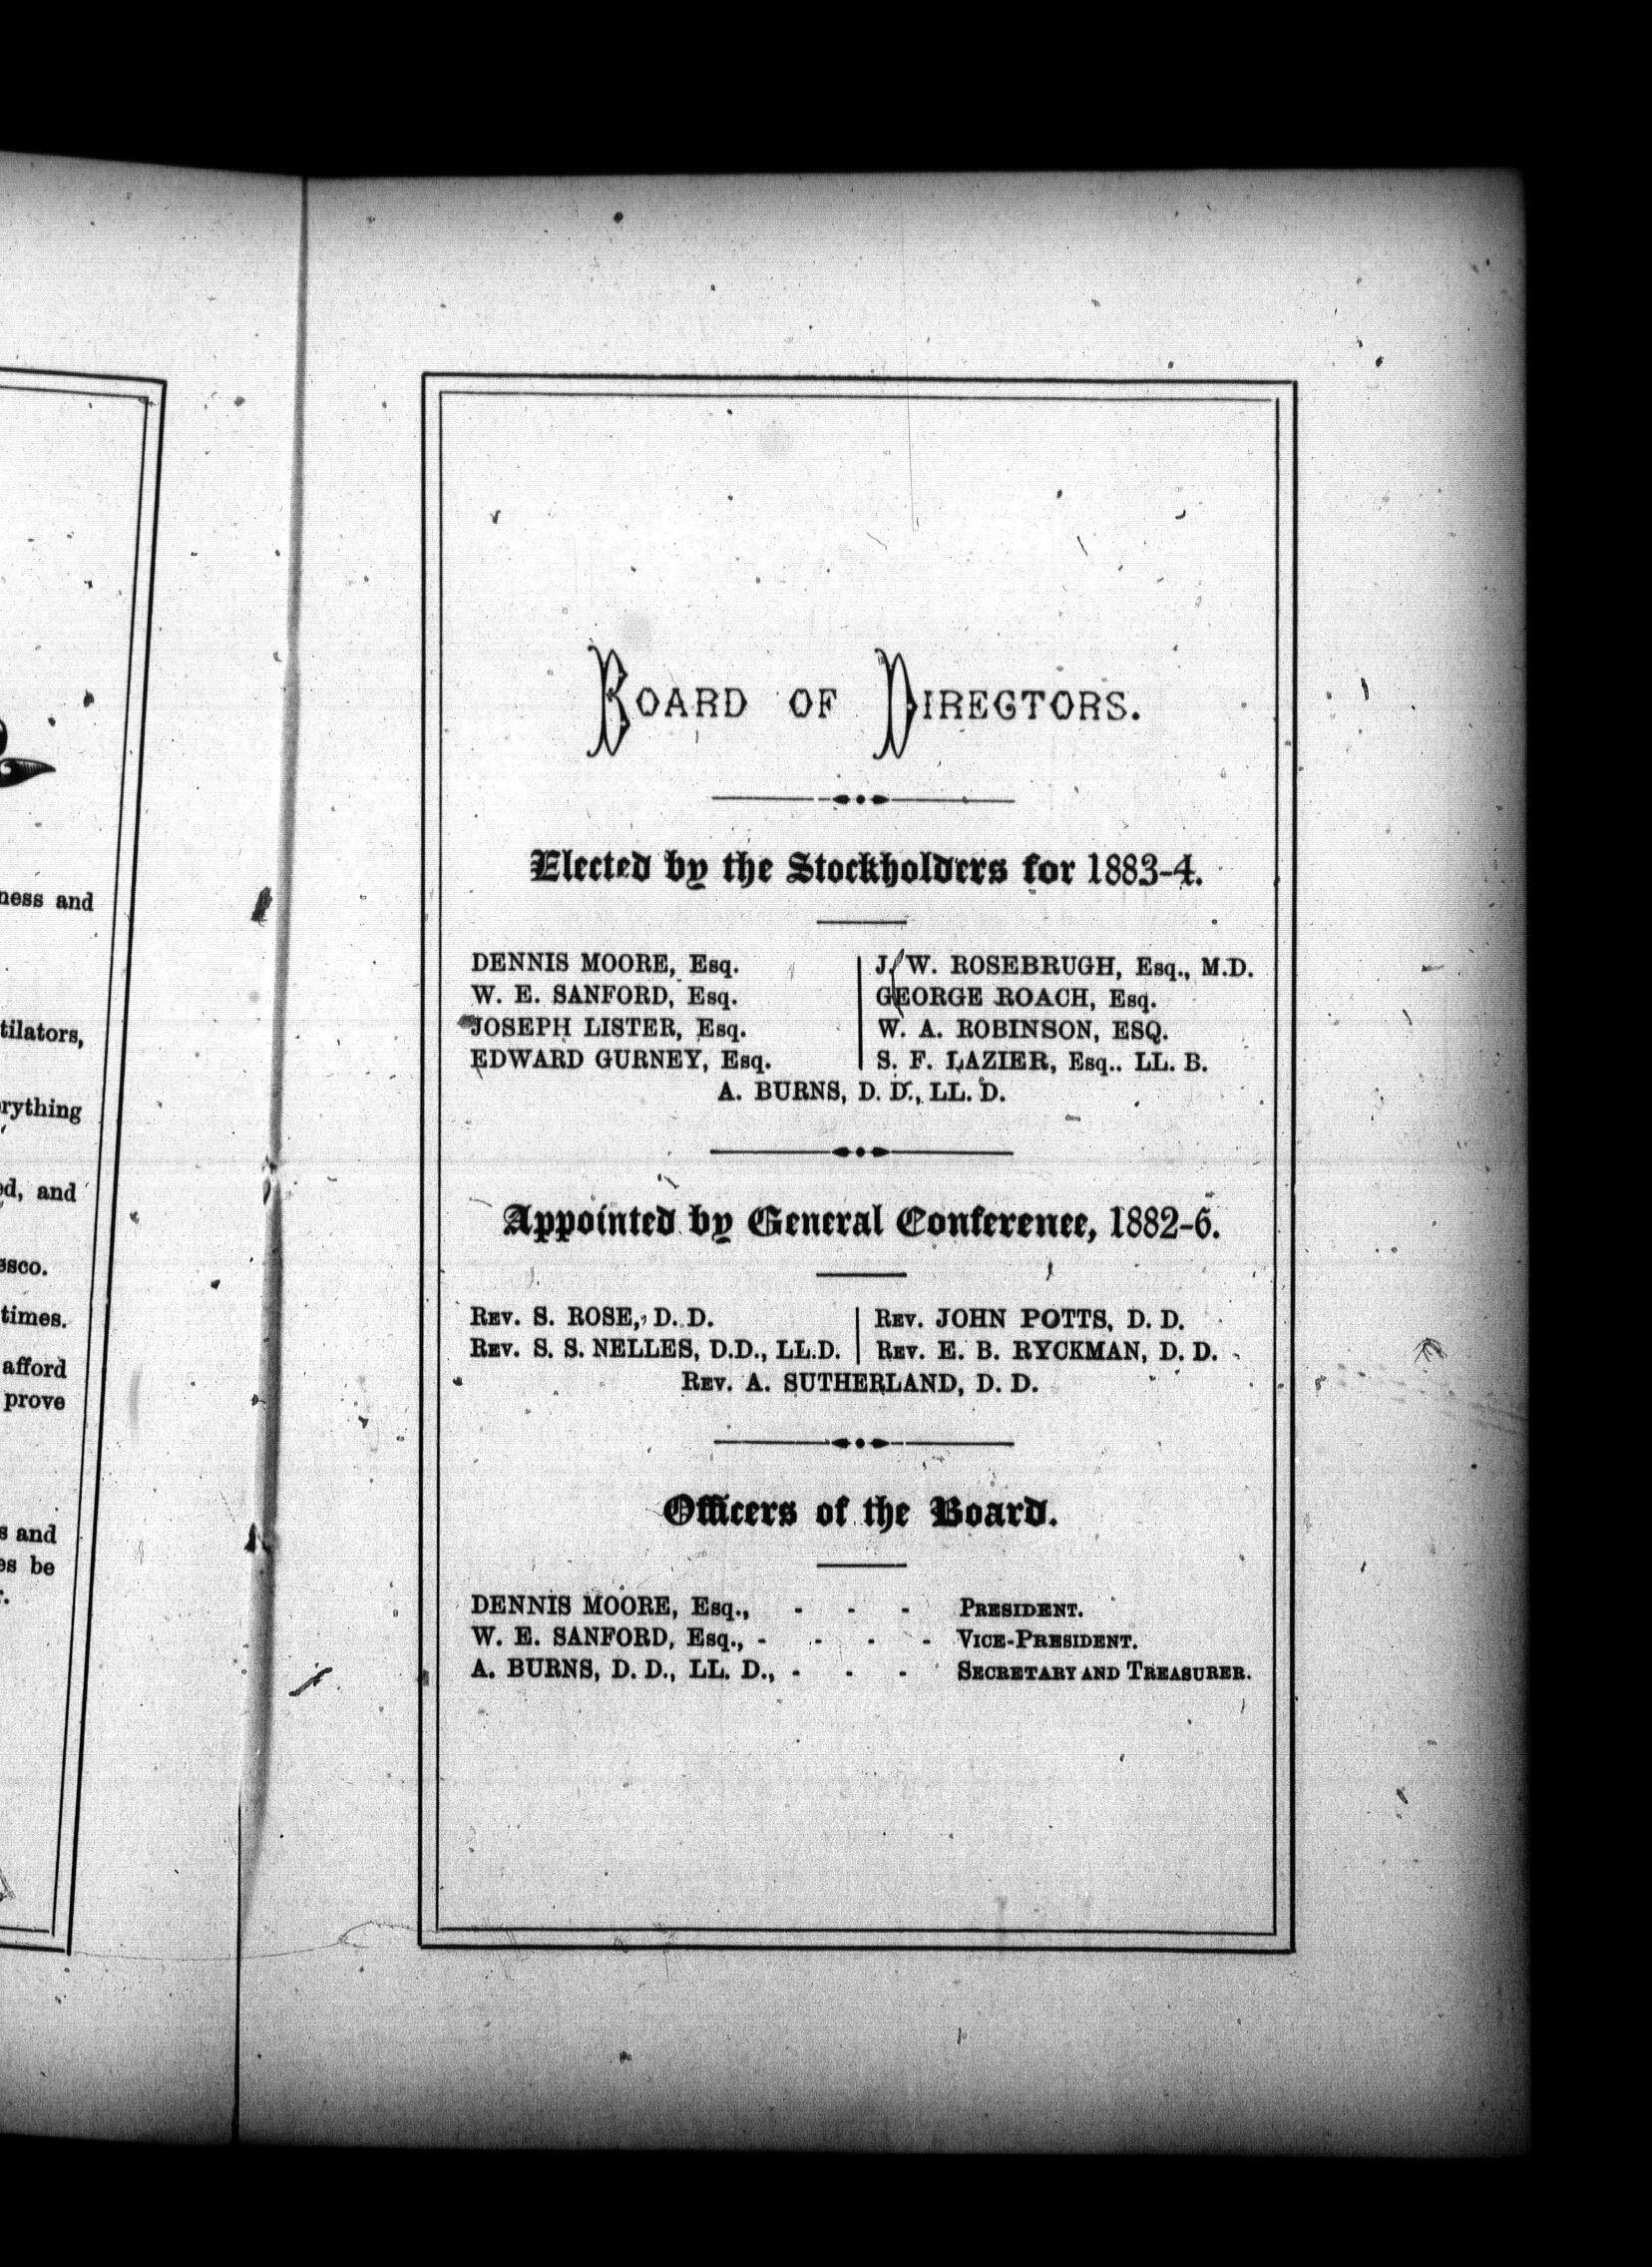 ness and
tilators,
rything
ed, and
esco.
times.
afford
prove
s and
es be
BOARD OF DIRECTORS.
Elected by the Stockholders for 1883-4.
DENNIS MOORE, Esq.
W. E. SANFORD, Esq.
JOSEPH LISTER, Esq.
EDWARD GURNEY, Esq.
J. W. ROSEBRUGH, Esq., M.D.
GEORGE ROACH, Esq.
W. A. ROBINSON, ESQ.
S. F. LAZIER, Esq.. LL. B.
A. BURNS, D. D., LL. D.
Appointed by General Conference, 1882-6.
REV. S. ROSE, D. D.
REV. S. S. NELLES, D.D., LL.D.
REV. JOHN POTTS, D. D.
REV. E. B. RYCKMAN, D. D.
REV. A. SUTHERLAND, D. D.
Officers of the Board.
DENNIS MOORE, Esq., - - - PRESIDENT.
W. E. SANFORD, Esq., - - - - VICE-PRESIDENT.
A. BURNS, D. D., LL. D., - - - SECRETARY AND TREASURER.